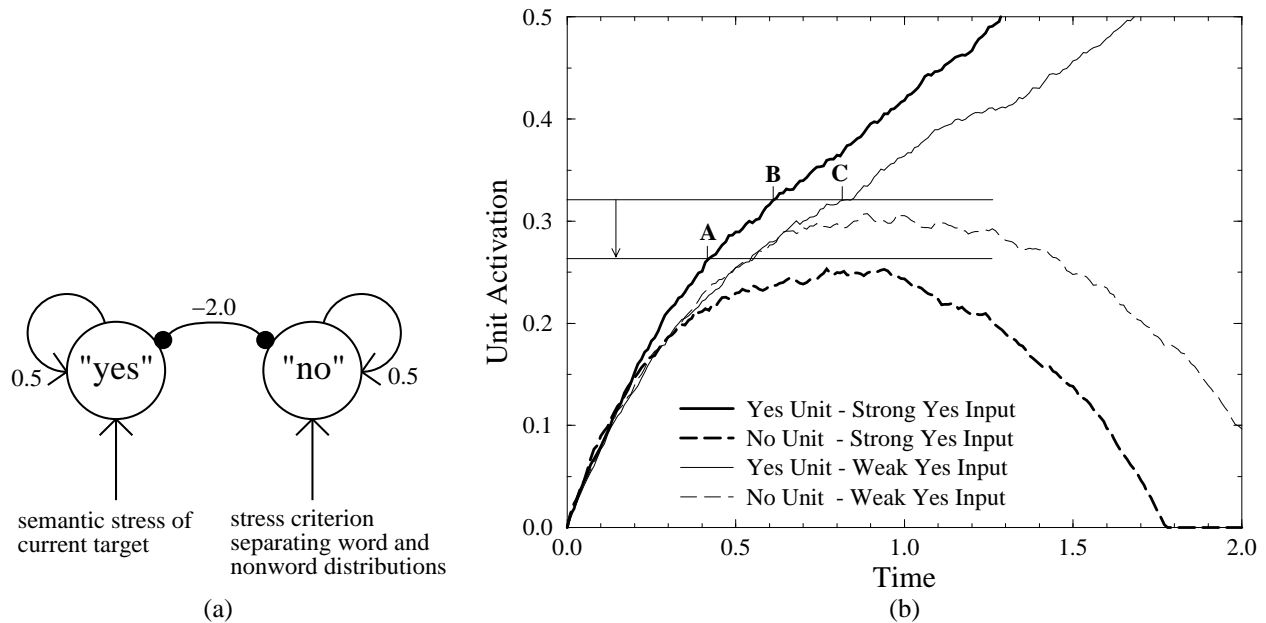 −2.0
"yes"
"no"
0.5
0.5
semantic stress of
current target
stress criterion
separating word and
nonword distributions
(a)
0.5
0.4
0.3
0.2
0.1
0.0
Unit Activation
A
B
C
Yes Unit - Strong Yes Input
No Unit - Strong Yes Input
Yes Unit - Weak Yes Input
No Unit - Weak Yes Input
0.0
0.5
1.0
1.5
2.0
Time
(b)